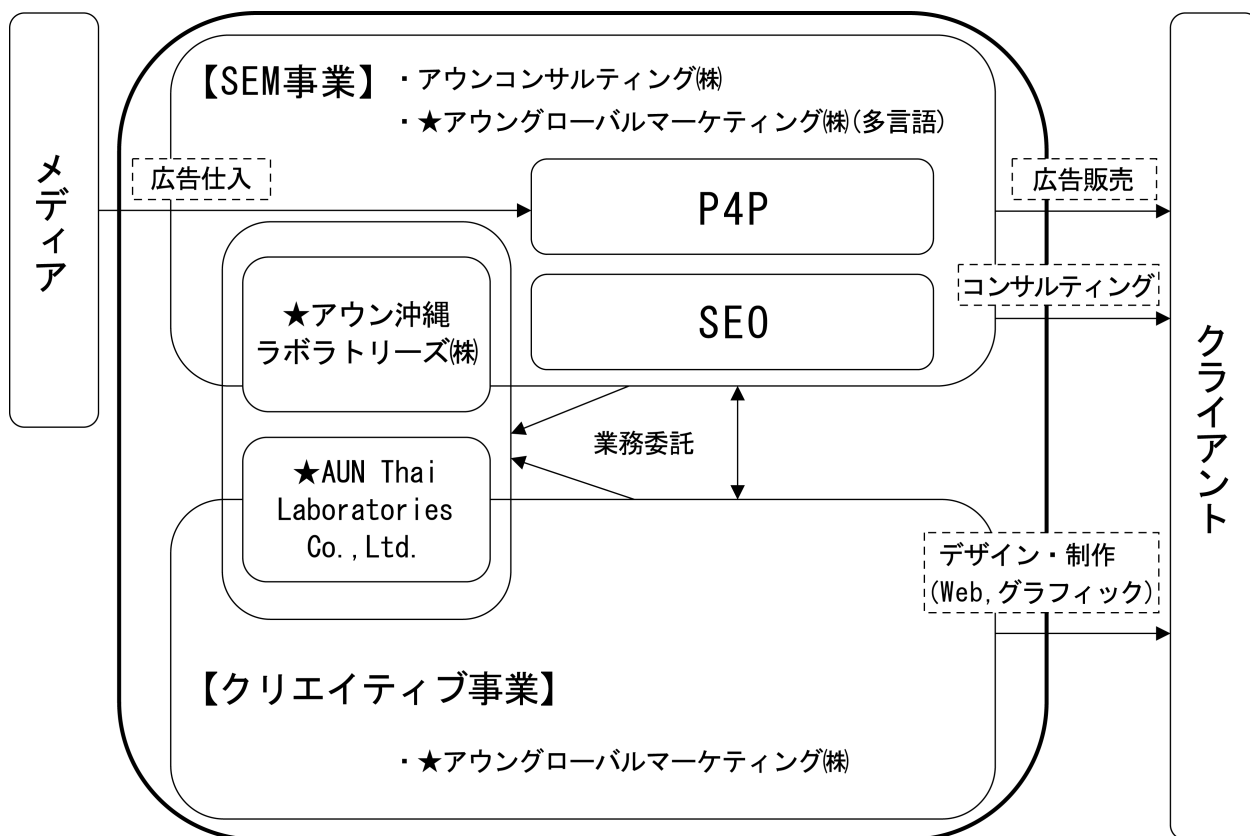 【SEM事業】 ・アウンコンサルティング㈱
・★アウングローバルマーケティング㈱(多言語)
メディア
広告仕入
P4P
広告販売
SEO
コンサルティング
★アウン沖縄
ラボラトリーズ㈱
クライアント
業務委託
★AUN Thai
Laboratories
Co.,Ltd.
デザイン・制作
(Web,グラフィック)
【クリエイティブ事業】
・★アウングローバルマーケティング㈱